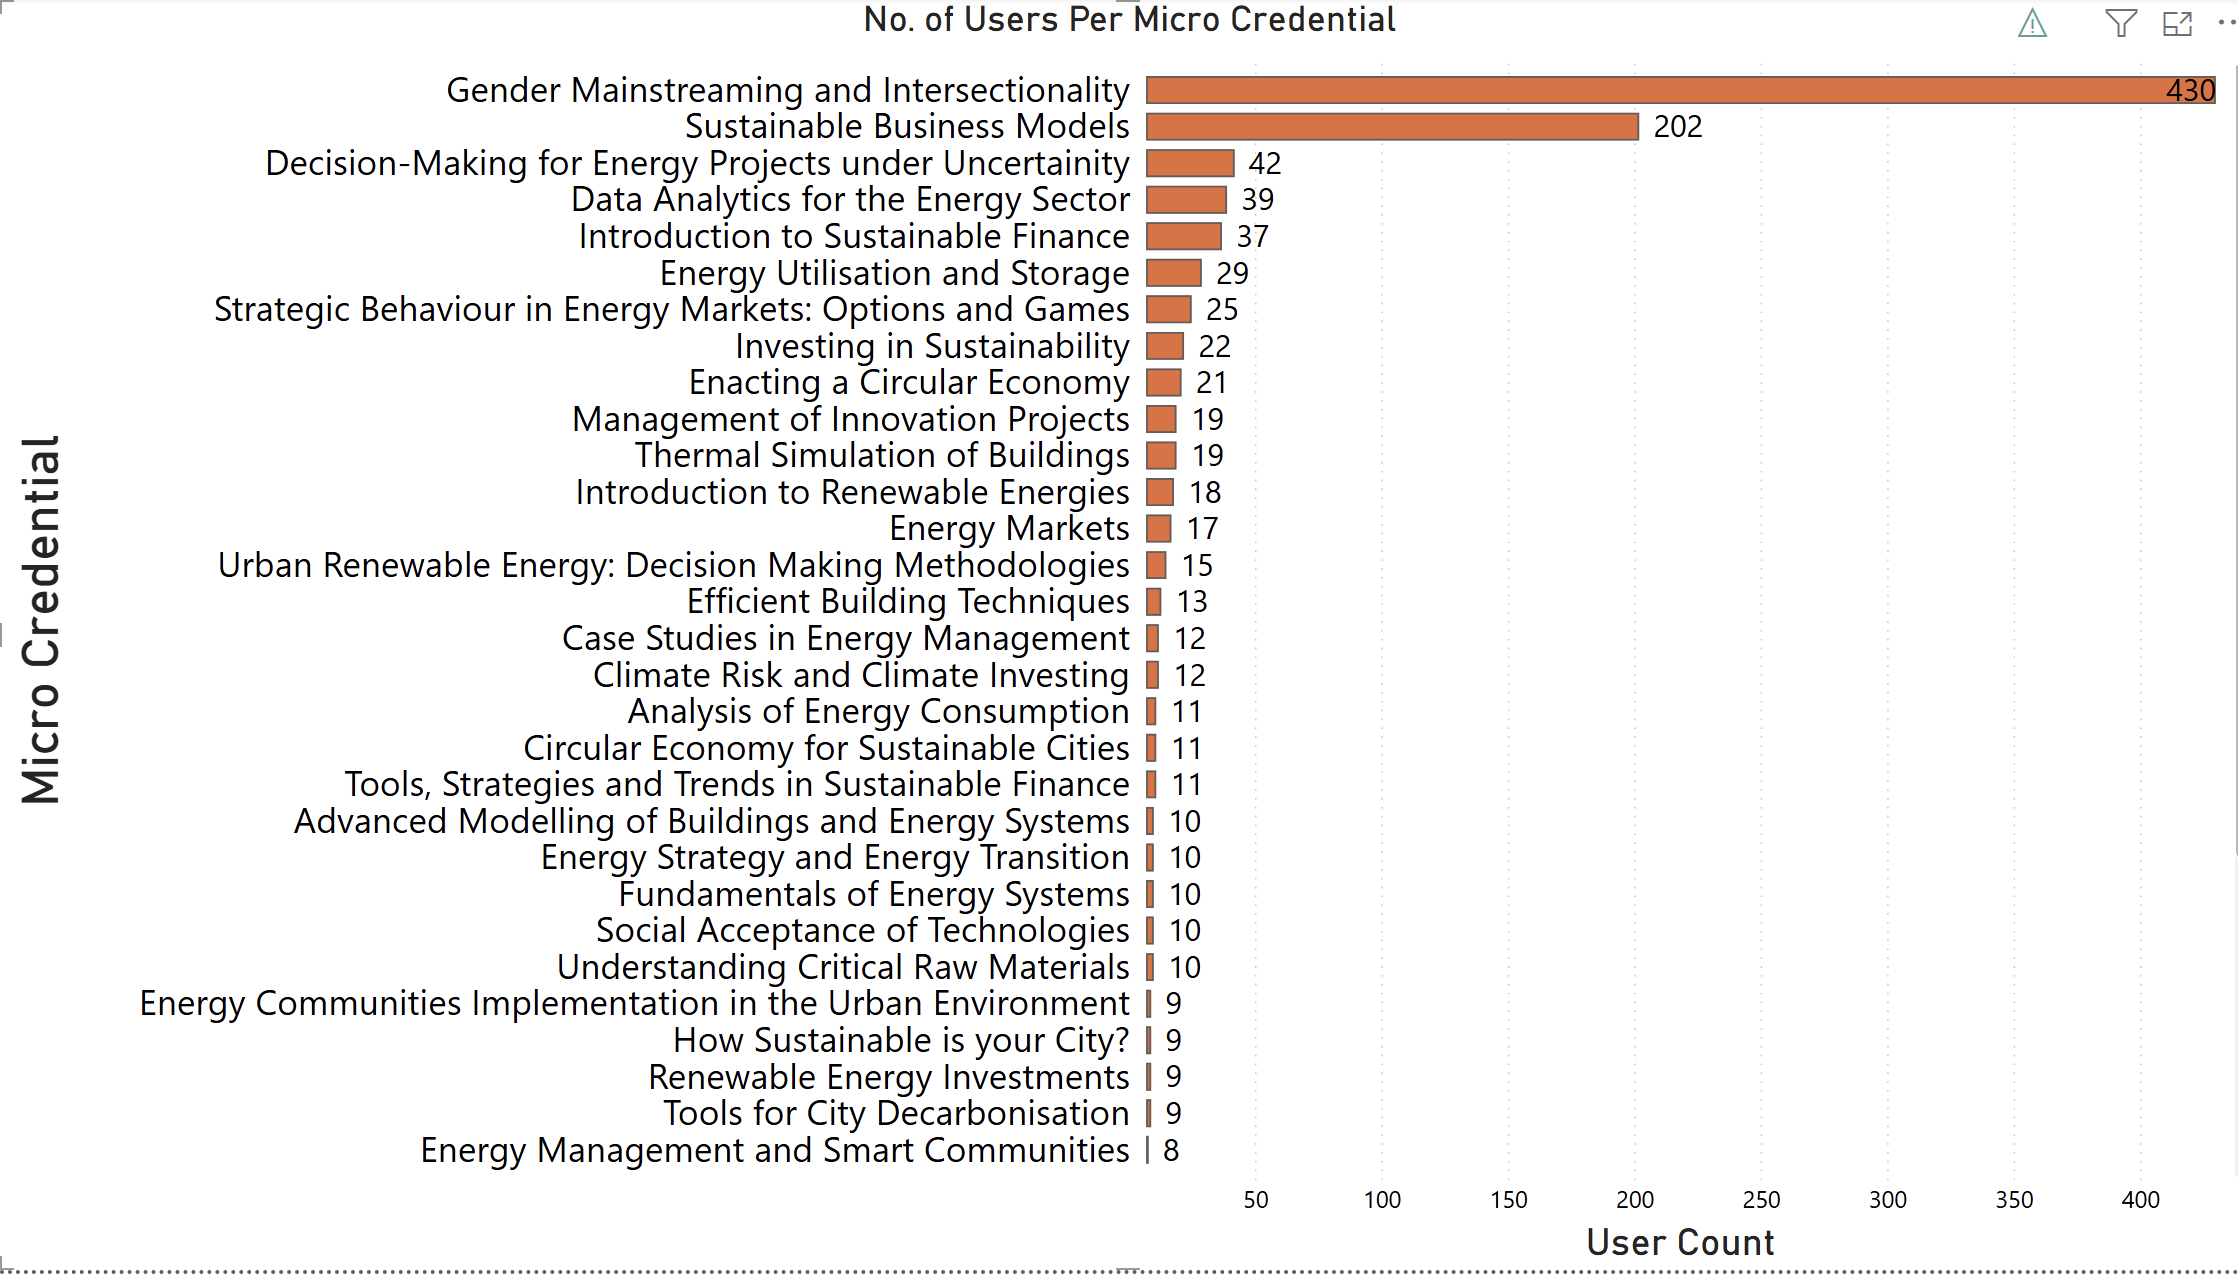 No. of Users Per Micro Credential
Gender Mainstreaming and Intersectionality 430
Sustainable Business Models 202
Decision-Making for Energy Projects under Uncertainity 42
Data Analytics for the Energy Sector 39
Introduction to Sustainable Finance 37
Energy Utilisation and Storage 29
Strategic Behaviour in Energy Markets: Options and Games 25
Investing in Sustainability 22
Enacting a Circular Economy 21
Management of Innovation Projects 19
Thermal Simulation of Buildings 19
Introduction to Renewable Energies 18
Energy Markets 17
Urban Renewable Energy: Decision Making Methodologies 15
Efficient Building Techniques 13
Case Studies in Energy Management 12
Climate Risk and Climate Investing 12
Analysis of Energy Consumption 11
Circular Economy for Sustainable Cities 11
Tools, Strategies and Trends in Sustainable Finance 11
Advanced Modelling of Buildings and Energy Systems 10
Energy Strategy and Energy Transition 10
Fundamentals of Energy Systems 10
Social Acceptance of Technologies 10
Understanding Critical Raw Materials 10
Energy Communities Implementation in the Urban Environment 9
How Sustainable is your City? 9
Renewable Energy Investments 9
Tools for City Decarbonisation 9
Energy Management and Smart Communities 8
Micro Credential
50 100 150 200 250 300 350 400
User Count